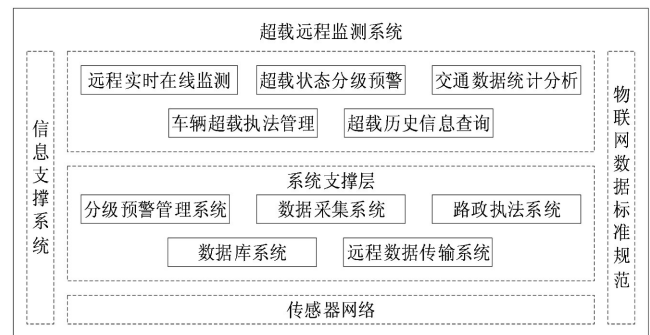 超载远程监测系统
远程实时在线监测
超载状态分级预警
交通数据统计分析
车辆超载执法管理
超载历史信息查询
信息支撑系统
物联网数据标准规范
系统支撑层
分级预警管理系统
数据采集系统
路政执法系统
数据库系统
远程数据传输系统
传感器网络